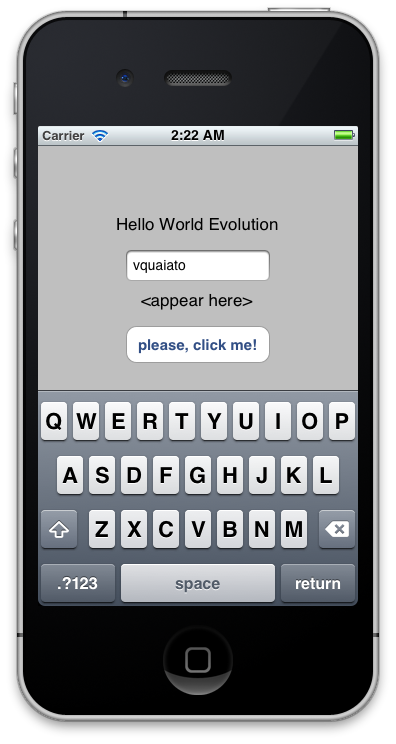 Carrier 2:22 AM
Hello World Evolution
vquaiato
<appear here>
please, click me!
Q W E R T Y U I O P
A S D F G H J K L
Z X C V B N M
.?123 space return